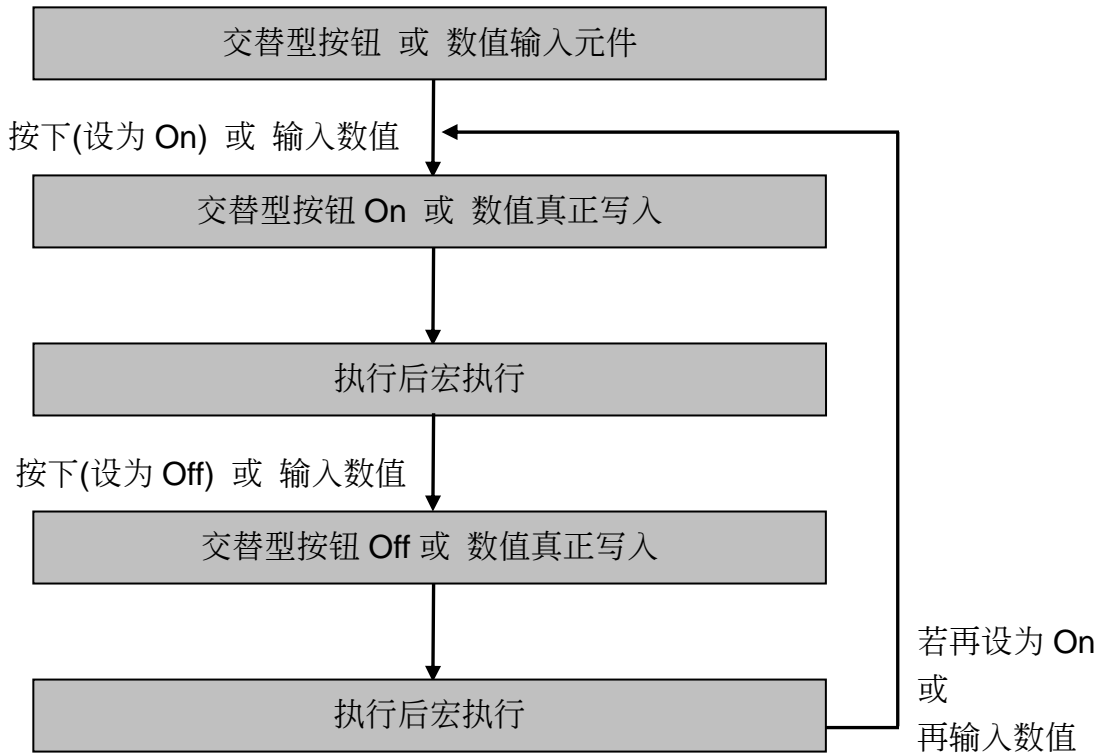 交替型按钮 或 数值输入元件
按下(设为 On) 或 输入数值
交替型按钮 On 或 数值真正写入
执行后宏执行
按下(设为 Off) 或 输入数值
交替型按钮 Off 或 数值真正写入
执行后宏执行
若再设为 On
或
再输入数值